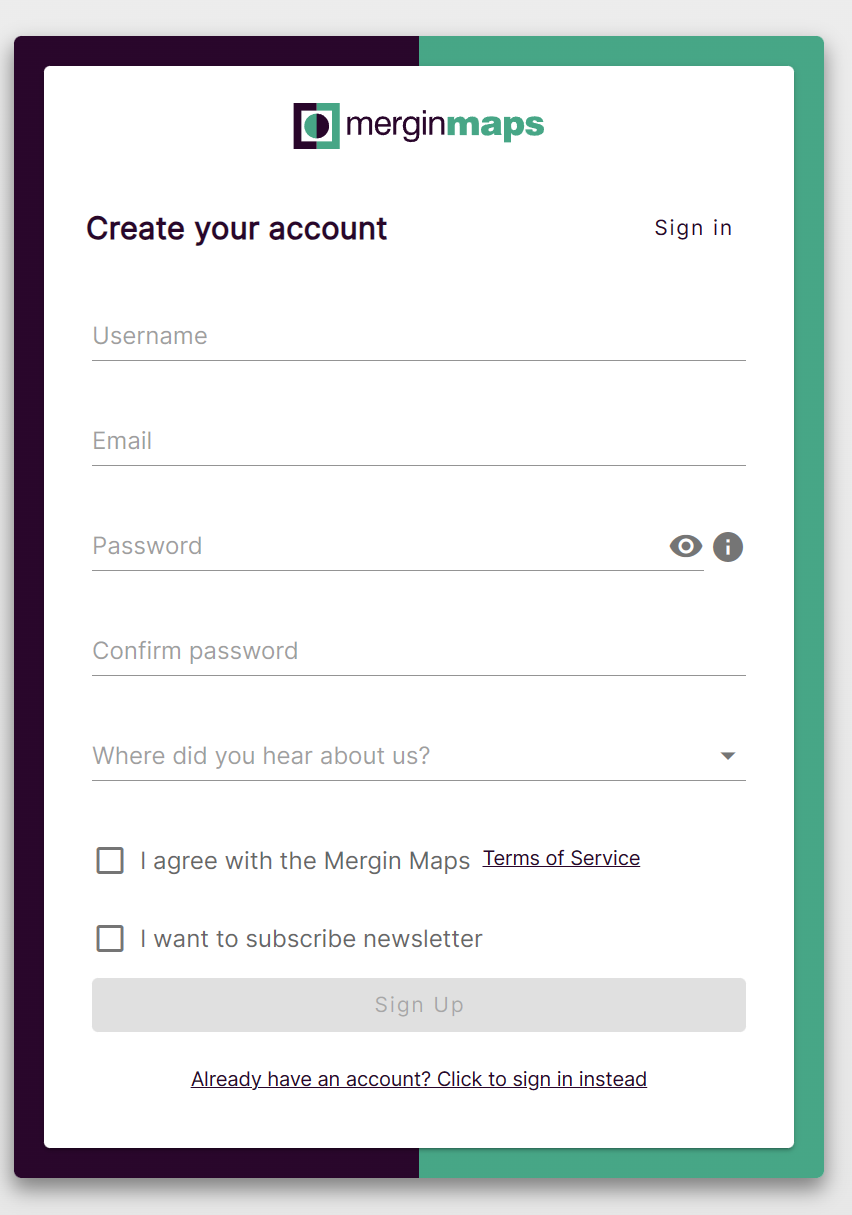 merginmaps
Create your account
Sign in
Username
Email
Password
Confirm password
Where did you hear about us?
I agree with the Mergin Maps Terms of Service
I want to subscribe newsletter
Sign Up
Already have an account? Click to sign in instead